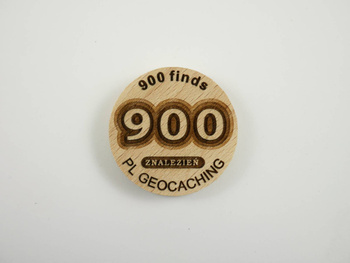 900 finds
900
ZNALEZIEŃ
PL GEOCACHING